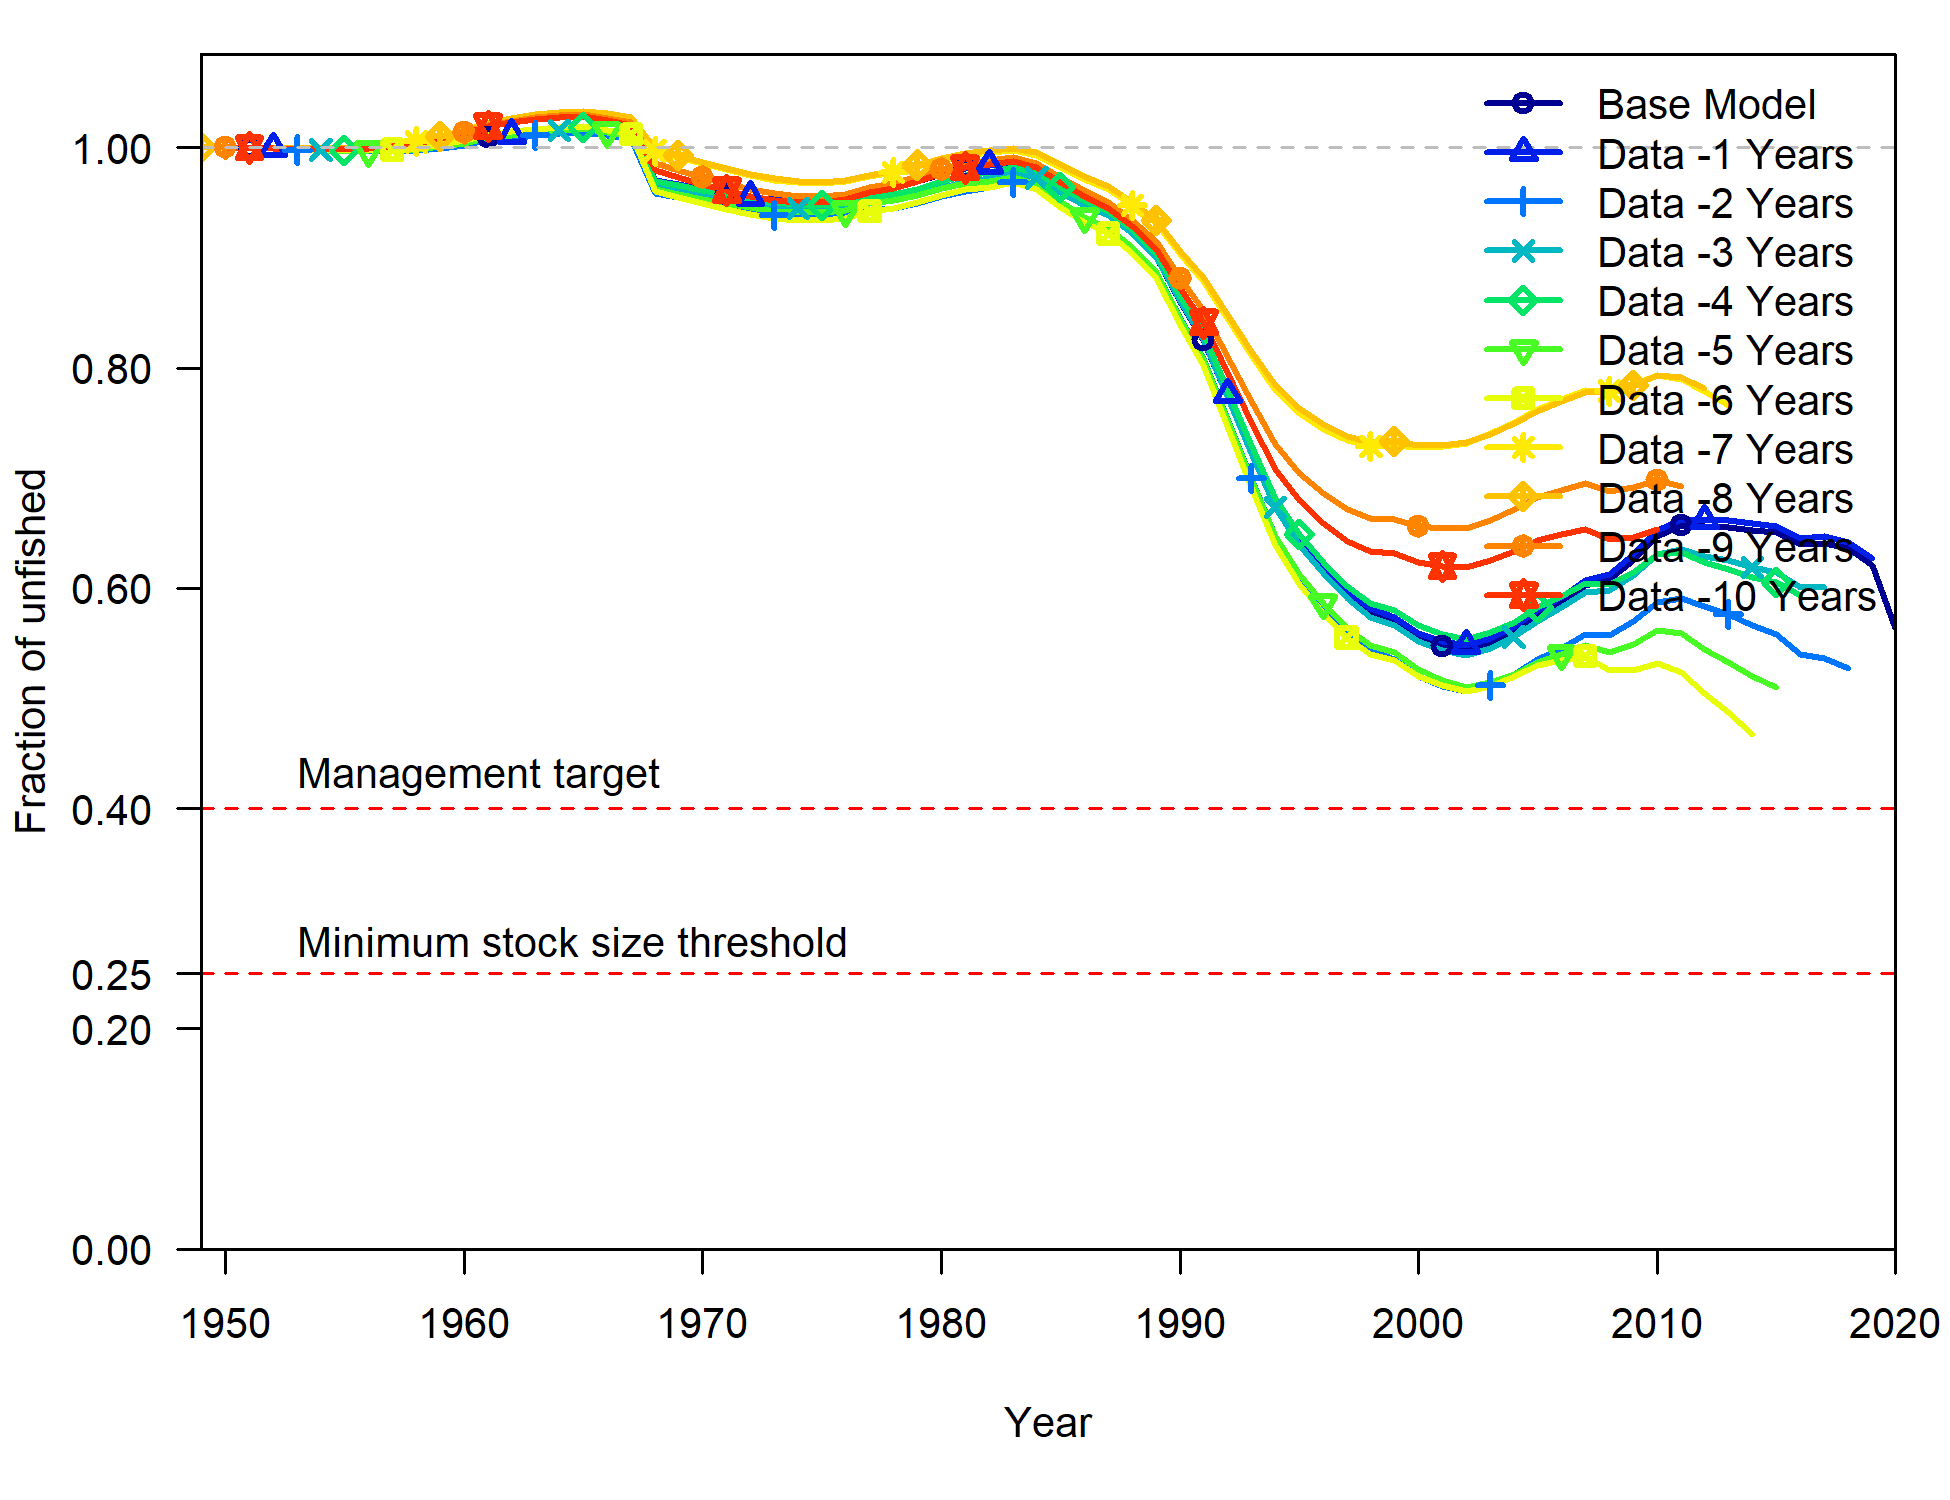 Fraction of unfished
1.00
0.80
0.60
0.40
0.25
0.20
0.00
Base Model
Data -1 Years
Data -2 Years
Data -3 Years
Data -4 Years
Data -5 Years
Data -6 Years
Data -7 Years
Data -8 Years
Data -9 Years
Data -10 Years
Management target
Minimum stock size threshold
1950 1960 1970 1980 1990 2000 2010 2020
Year